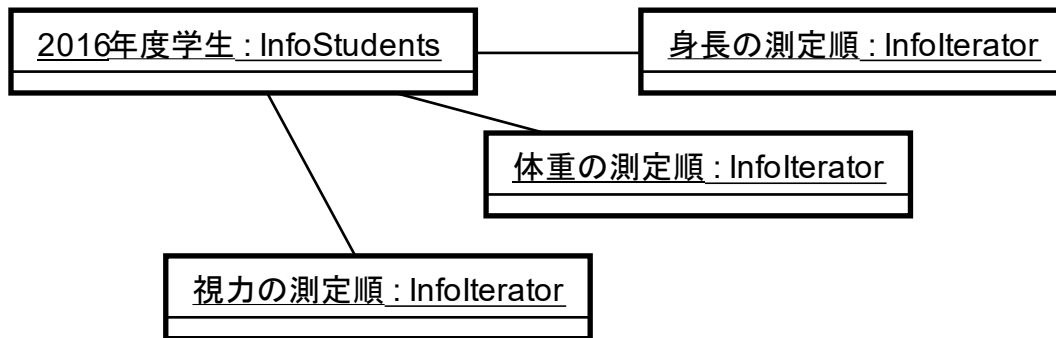 2016年度学生 : InfoStudents
身長の測定順 : InfoIterator
体重の測定順 : InfoIterator
視力の測定順 : InfoIterator